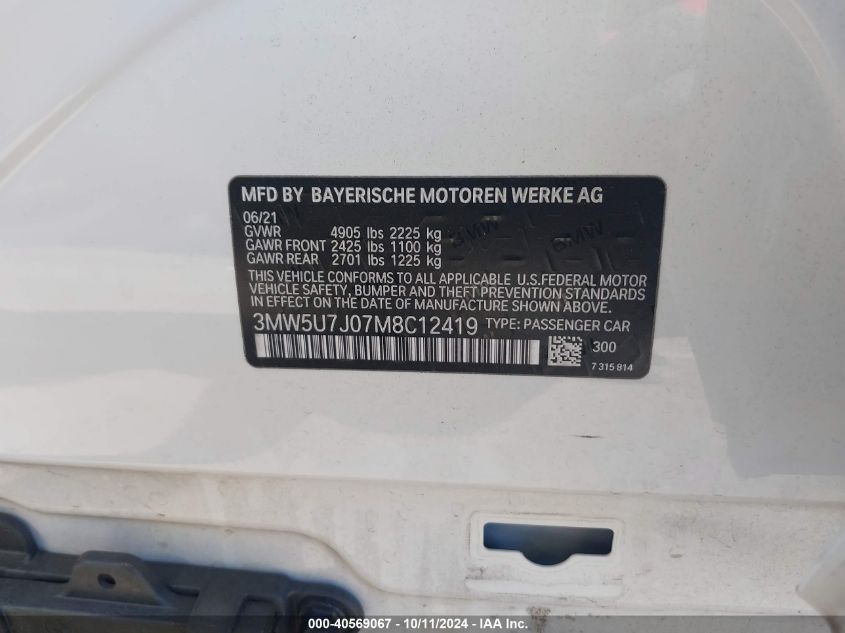 MFD BY BAYERISCHE MOTOREN WERKE AG
06/21
GVWR 4905 lbs 2225 kg
GAWR FRONT 2425 lbs 1100 kg
GAWR REAR 2701 lbs 1225 kg
THIS VEHICLE CONFORMS TO ALL APPLICABLE U.S.FEDERAL MOTOR
VEHICLE SAFETY, BUMPER AND THEFT PREVENTION STANDARDS
IN EFFECT ON THE DATE OF MANUFACTURE SHOWN ABOVE.
3MW5U7J07M8C12419 TYPE: PASSENGER CAR
300
7 315 814
000-40569067 - 10/11/2024 - IAA Inc.